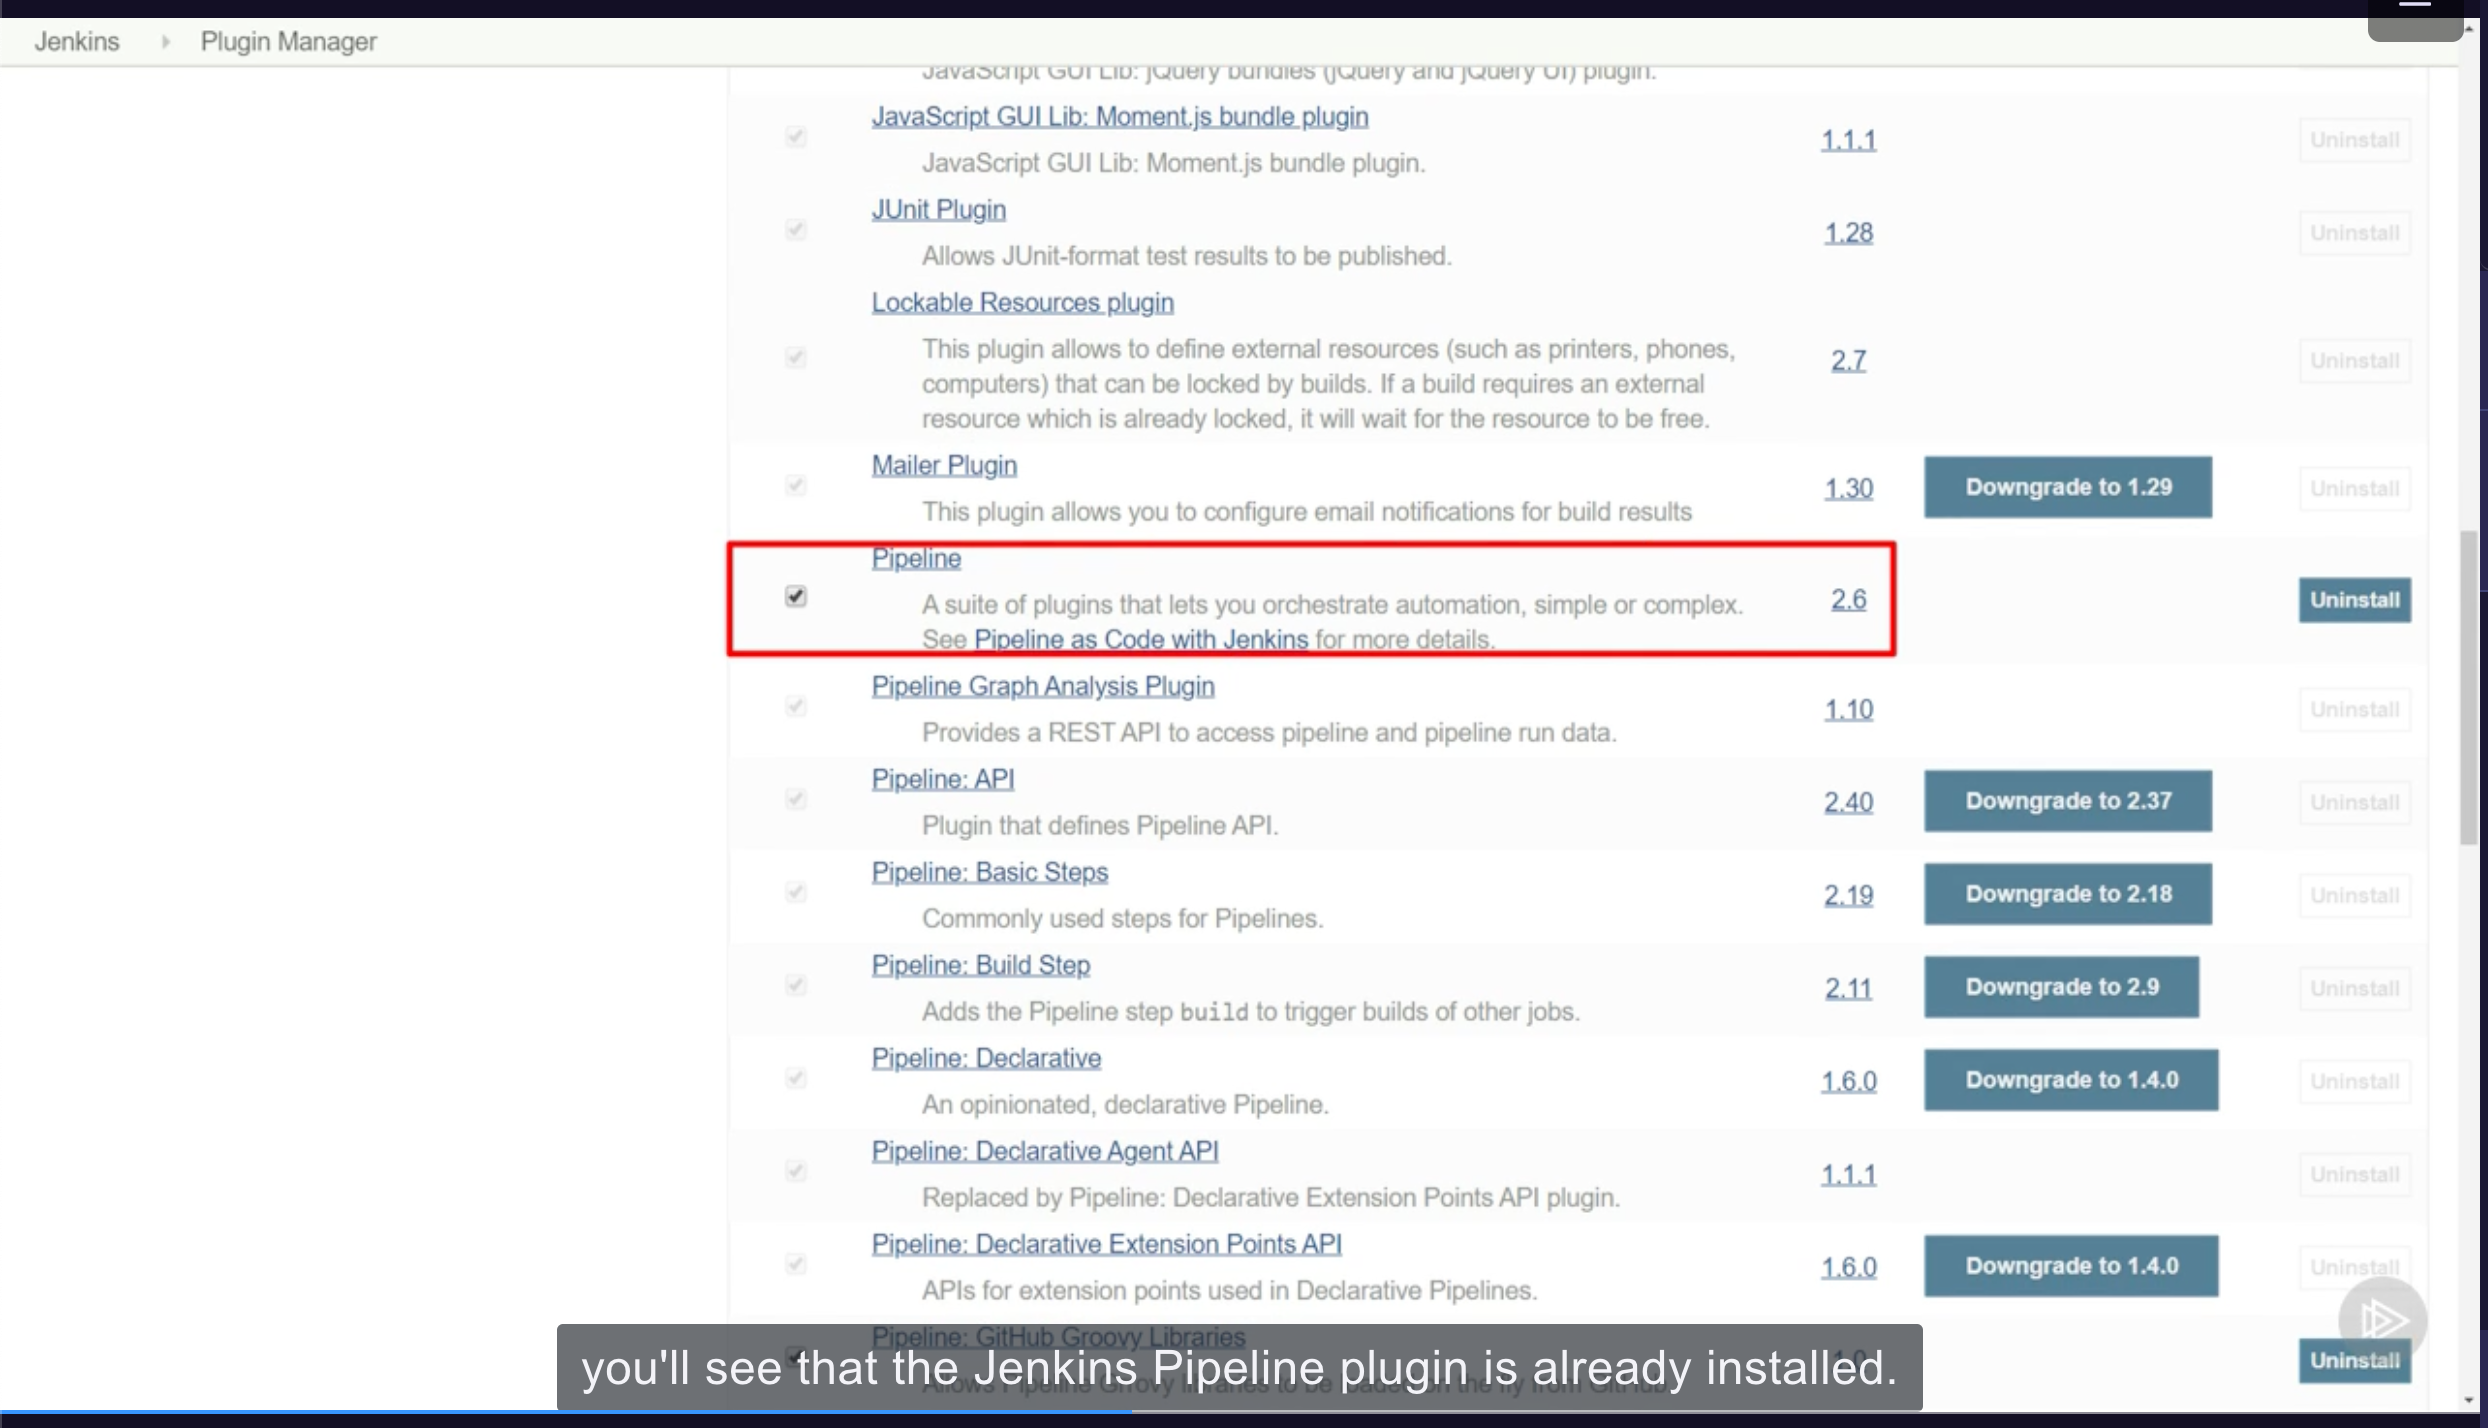 Jenkins Plugin Manager
JavaScript GUI Lib: jQuery bundles (jQuery and jQuery UI) plugin.
JavaScript GUI Lib: Moment.js bundle plugin
1.1.1 Uninstall
JavaScript GUI Lib: Moment.js bundle plugin.
JUnit Plugin
1.28 Uninstall
Allows JUnit-format test results to be published.
Lockable Resources plugin
This plugin allows to define external resources (such as printers, phones,
2.7 Uninstall
computers) that can be locked by builds. If a build requires an external
resource which is already locked, it will wait for the resource to be free.
Mailer Plugin
1.30 Downgrade to 1.29 Uninstall
This plugin allows you to configure email notifications for build results
Pipeline
A suite of plugins that lets you orchestrate automation, simple or complex.
2.6 Uninstall
See Pipeline as Code with Jenkins for more details.
Pipeline Graph Analysis Plugin
1.10 Uninstall
Provides a REST API to access pipeline and pipeline run data.
Pipeline: API
2.40 Downgrade to 2.37 Uninstall
Plugin that defines Pipeline API.
Pipeline: Basic Steps
2.19 Downgrade to 2.18 Uninstall
Commonly used steps for Pipelines.
Pipeline: Build Step
2.11 Downgrade to 2.9 Uninstall
Adds the Pipeline step build to trigger builds of other jobs.
Pipeline: Declarative
1.6.0 Downgrade to 1.4.0 Uninstall
An opinionated, declarative Pipeline.
Pipeline: Declarative Agent API
1.1.1 Uninstall
Replaced by Pipeline: Declarative Extension Points API plugin.
Pipeline: Declarative Extension Points API
1.6.0 Downgrade to 1.4.0 Uninstall
APIs for extension points used in Declarative Pipelines.
Pipeline: GitHub Groovy Libraries
1.0 Uninstall
you'll see that the Jenkins Pipeline plugin is already installed.